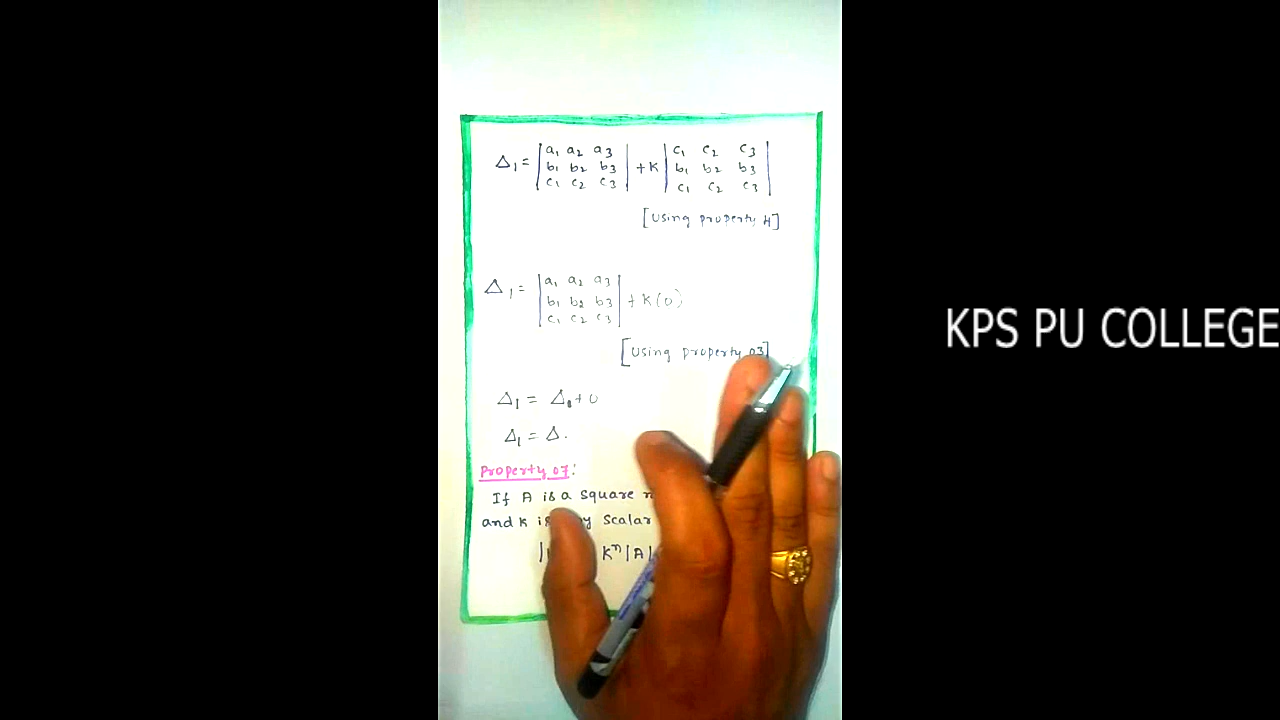 Δ₁ = | a₁ a₂ a₃ | + K | c₁ c₂ c₃ |
| b₁ b₂ b₃ | | b₁ b₂ b₃ |
| c₁ c₂ c₃ | | c₁ c₂ c₃ |
[Using property 4]
Δ₁ = | a₁ a₂ a₃ | + K(0)
| b₁ b₂ b₃ |
| c₁ c₂ c₃ |
[Using property 03]
Δ₁ = Δ₀ + 0
Δ₁ = Δ.
Property 07:
If A is a square
and K is scalar
Kⁿ|A|
KPS PU COLLEGE